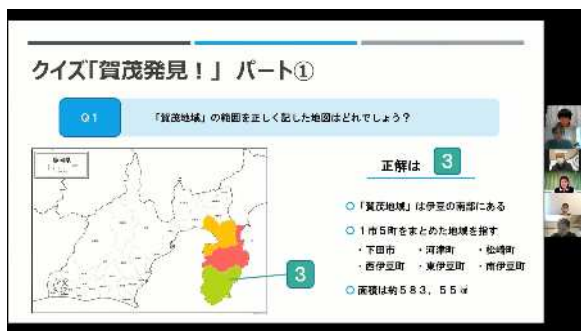 クイズ「賀茂発見！」 パート①
Q1
「賀茂地域」の範囲を正しく記した地図はどれでしょう？
正解は 3
「賀茂地域」は伊豆の南部にある
1市5町をまとめた地域を指す
・下田市 ・河津町 ・松崎町
・西伊豆町 ・東伊豆町 ・南伊豆町
面積は約583，55㎢
3